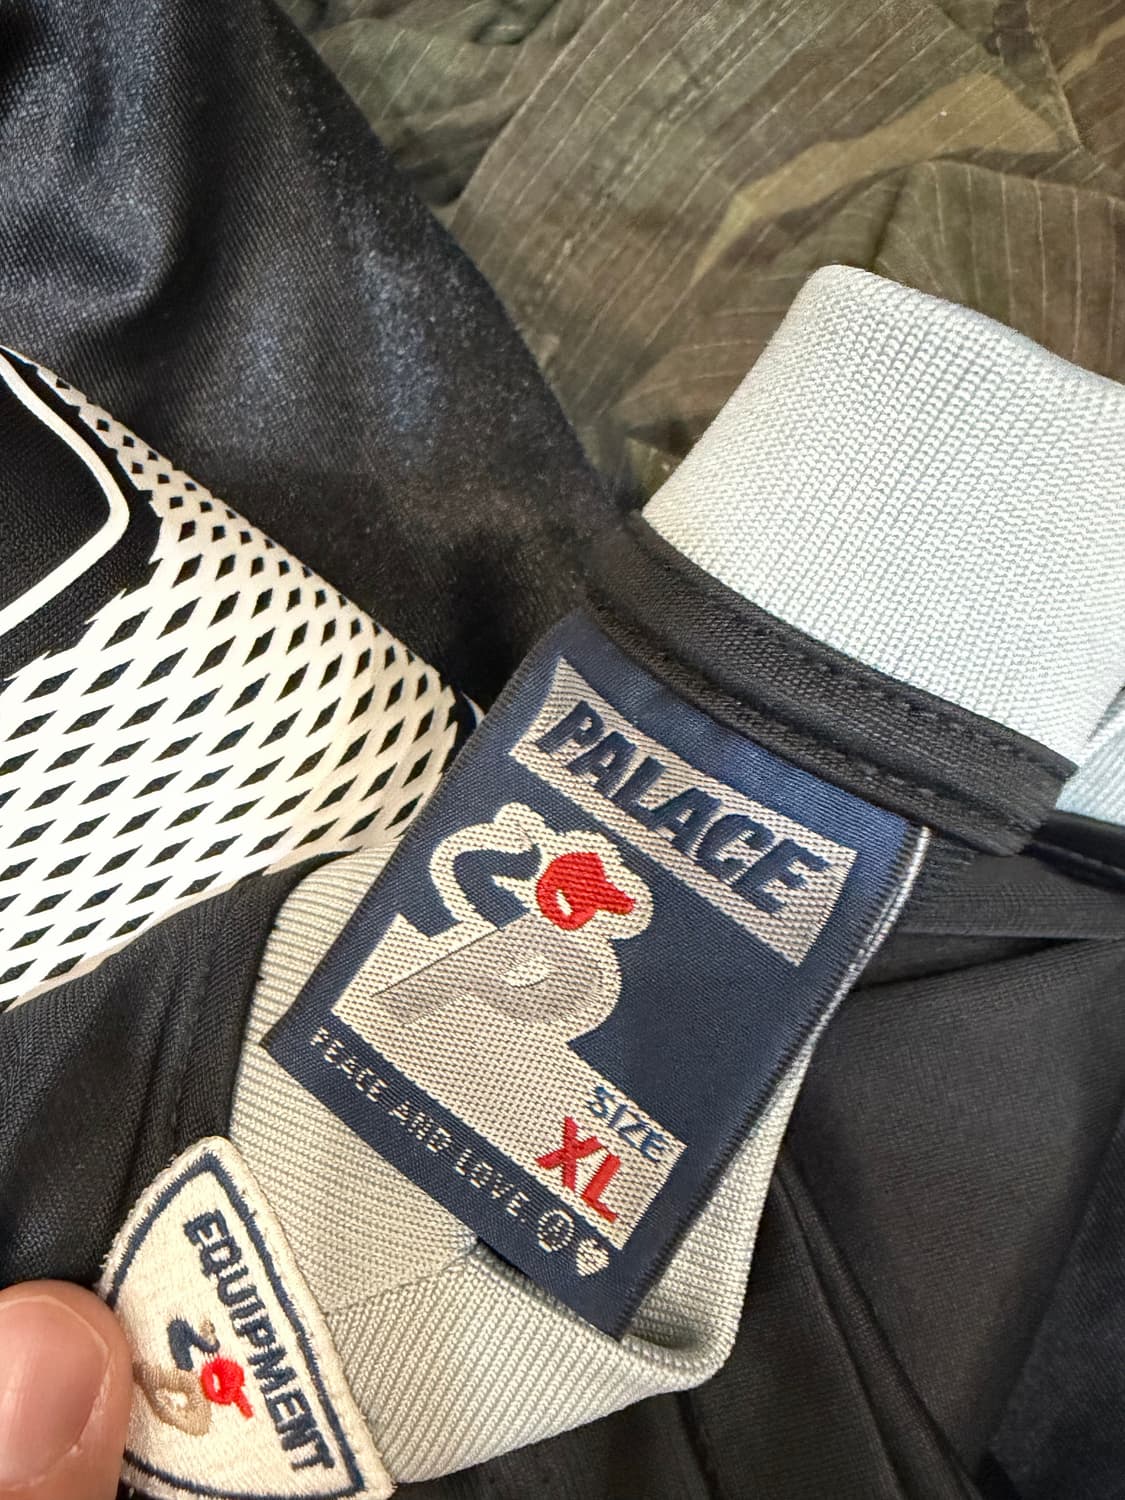 PALACE
P
SIZE
XL
PEACE AND LOVE.
EQUIPMENT